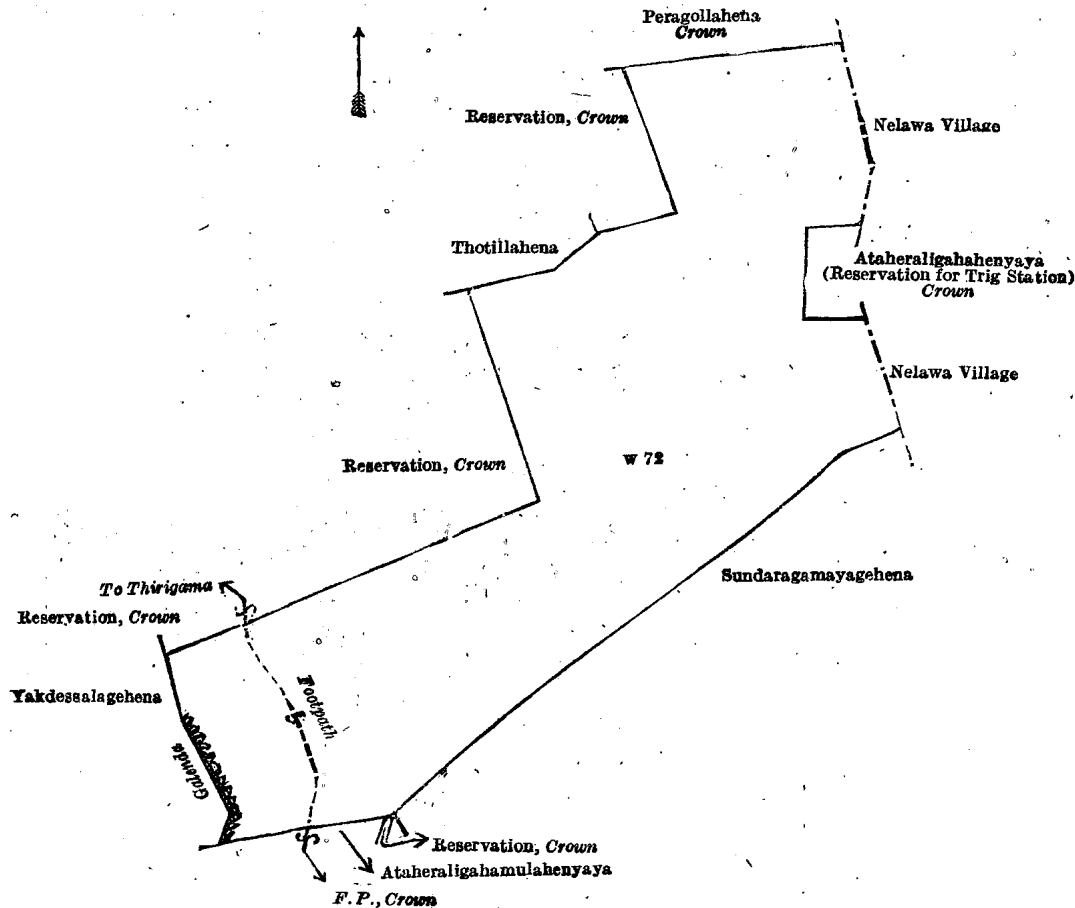 Peragollahena
Crown
Reservation, Crown
Nelawa Village
Thotillahena
Ataheraligahahenyaya
(Reservation for Trig Station)
Crown
Nelawa Village
Reservation, Crown
W 72
Sundaragamayagehena
To Thirigama
Reservation, Crown
Yakdessalagehena
Footpath
Galenda
Reservation, Crown
Ataheraligahamulahenyaya
F. P., Crown